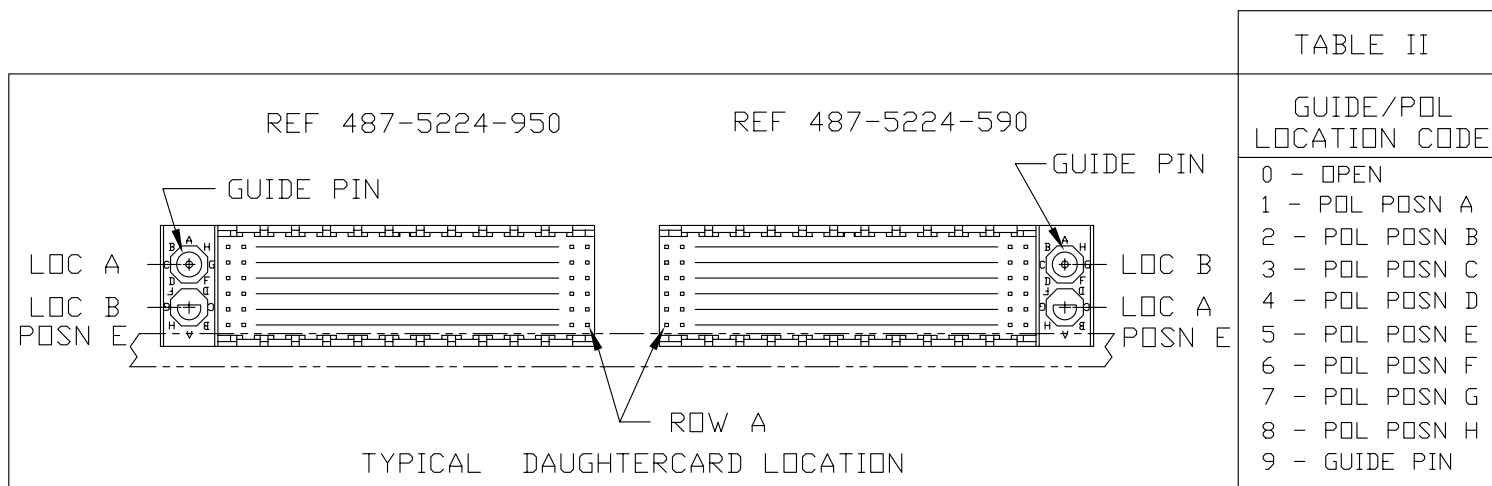 TABLE II
GUIDE/POL
LOCATION CODE
0 - OPEN
1 - POL POSN A
2 - POL POSN B
3 - POL POSN C
4 - POL POSN D
5 - POL POSN E
6 - POL POSN F
7 - POL POSN G
8 - POL POSN H
9 - GUIDE PIN
REF 487-5224-950
REF 487-5224-590
GUIDE PIN
GUIDE PIN
A
B H
C G
D F
F D
G C
H B
A
A
B H
C G
D F
F D
G C
H B
A
LOC A
LOC B
POSN E
LOC B
LOC A
POSN E
ROW A
TYPICAL DAUGHTERCARD LOCATION